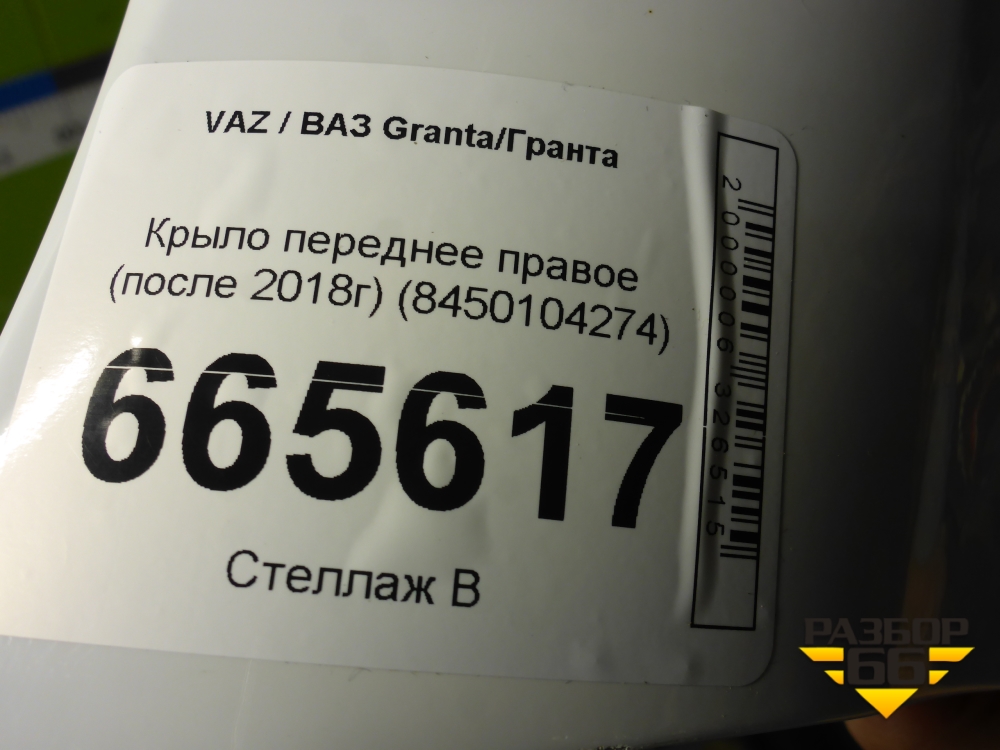 VAZ / ВАЗ Granta/Гранта
Крыло переднее правое
(после 2018г) (8450104274)
665617
Стеллаж В
2000006326515
РАЗБОР
66